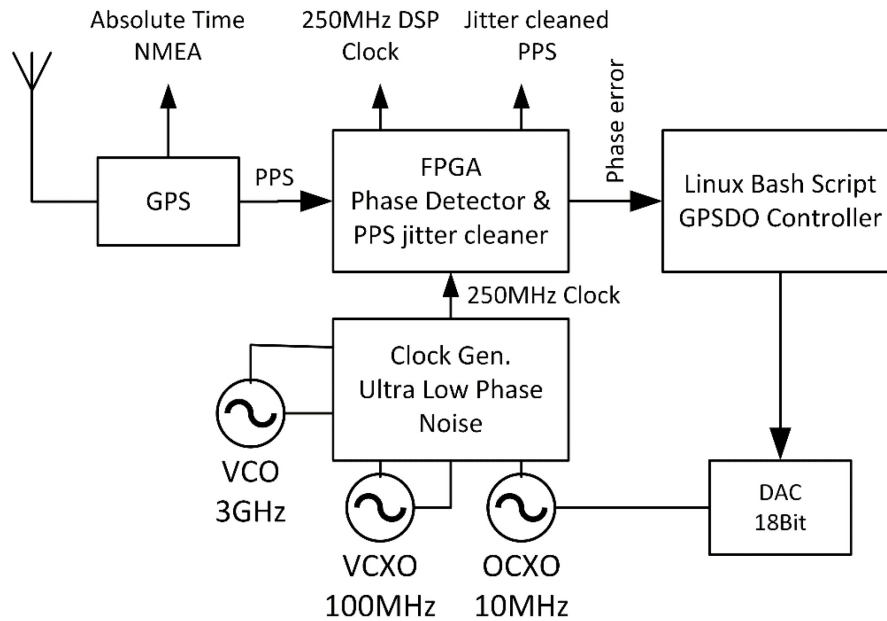 Absolute Time
NMEA
250MHz DSP
Clock
Jitter cleaned
PPS
GPS
PPS
FPGA
Phase Detector &
PPS jitter cleaner
Phase error
Linux Bash Script
GPSDO Controller
250MHz Clock
Clock Gen.
Ultra Low Phase
Noise
VCO
3GHz
VCXO
100MHz
OCXO
10MHz
DAC
18Bit